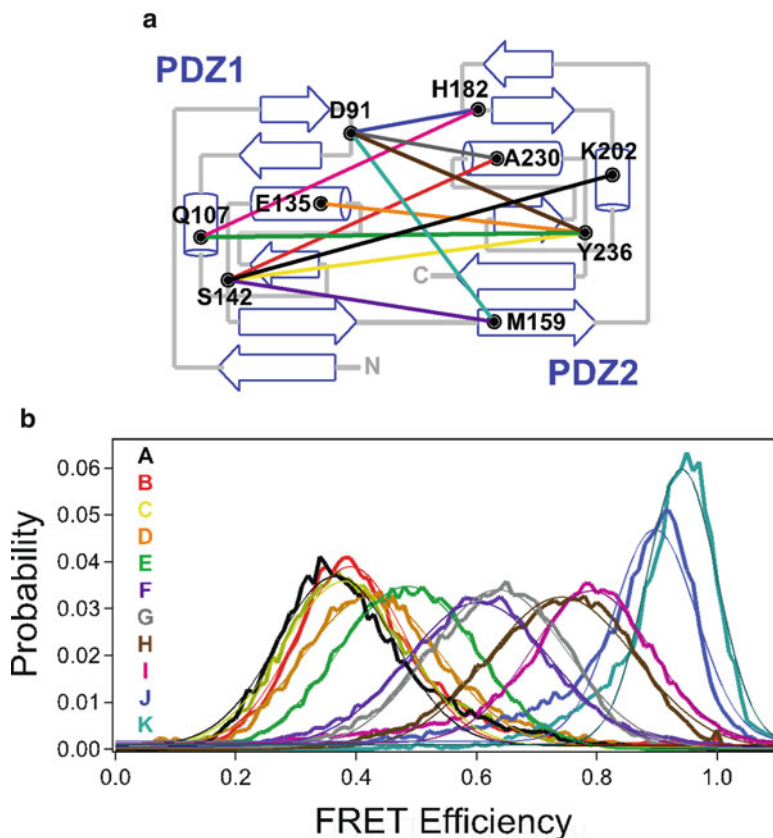 a
PDZ1
H182
D91
A230
K202
E135
Q107
Y236
S142
C
M159
N
PDZ2
b
A
B
C
D
E
F
G
H
I
J
K
0.06
0.05
0.04
0.03
0.02
0.01
0.00
Probability
0.0 0.2 0.4 0.6 0.8 1.0
FRET Efficiency